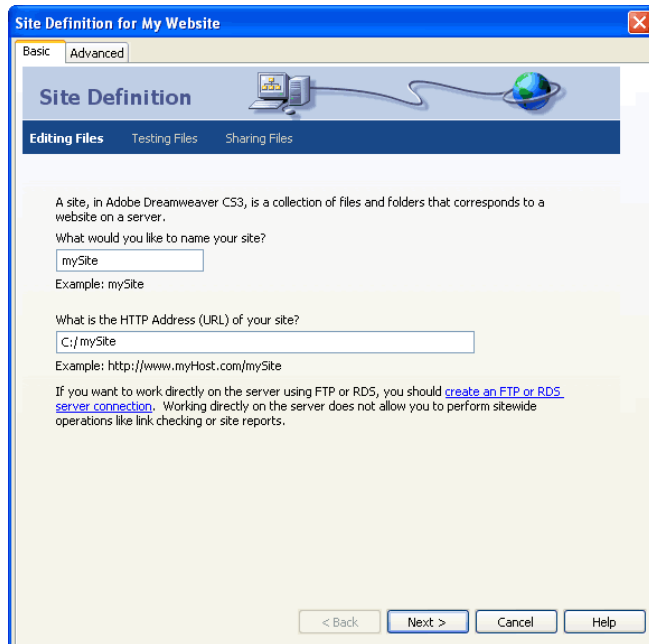 Site Definition for My Website
Basic Advanced
Site Definition
Editing Files Testing Files Sharing Files
A site, in Adobe Dreamweaver CS3, is a collection of files and folders that corresponds to a
website on a server.
What would you like to name your site?
mySite
Example: mySite
What is the HTTP Address (URL) of your site?
C:/mySite
Example: http://www.myHost.com/mySite
If you want to work directly on the server using FTP or RDS, you should create an FTP or RDS
server connection. Working directly on the server does not allow you to perform sitewide
operations like link checking or site reports.
< Back Next > Cancel Help